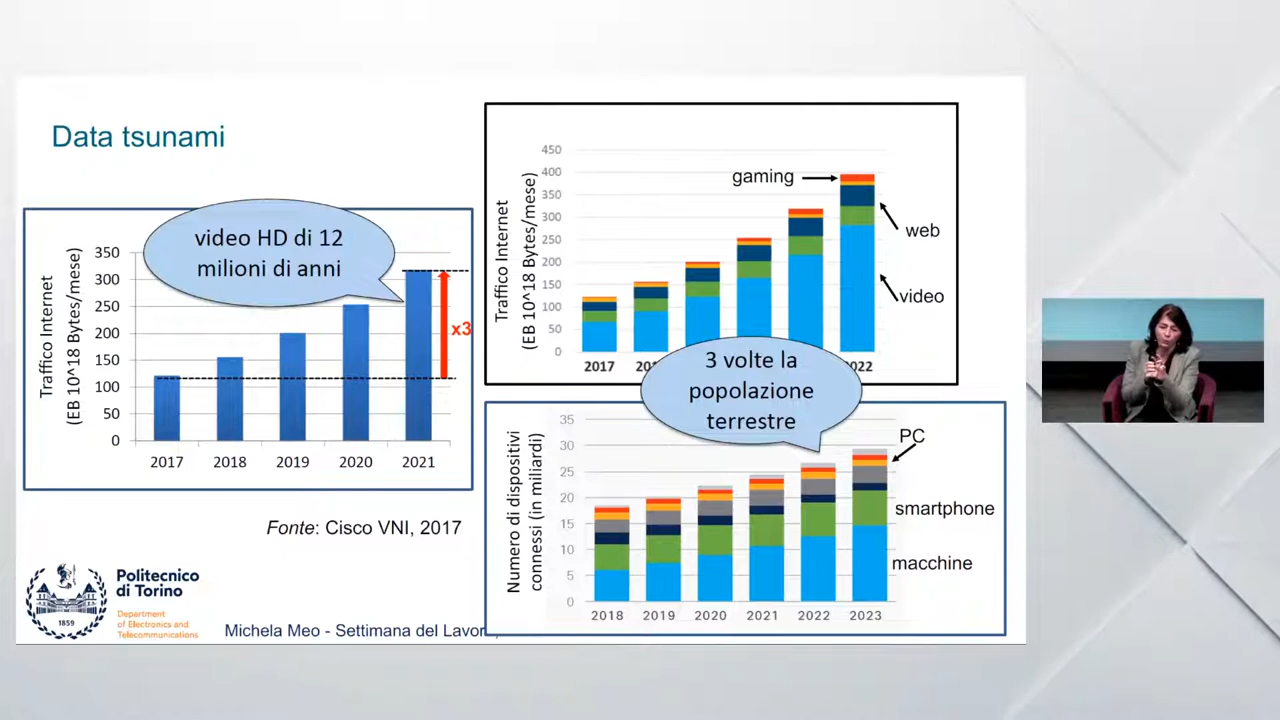 Data tsunami
video HD di 12
milioni di anni
Traffico Internet
(EB 10^18 Bytes/mese)
350
300
250
200
150
100
50
0
x3
2017 2018 2019 2020 2021
Fonte: Cisco VNI, 2017
Traffico Internet
(EB 10^18 Bytes/mese)
450
400
350
300
250
200
150
100
50
0
gaming
web
video
2017
3 volte la
popolazione
terrestre
Numero di dispositivi
connessi (in miliardi)
35
30
25
20
15
10
5
0
PC
smartphone
macchine
2018 2019 2020 2021 2022 2023
1859
Politecnico
di Torino
Department
of Electronics and
Telecommunications
Michela Meo - Settimana del Lavor